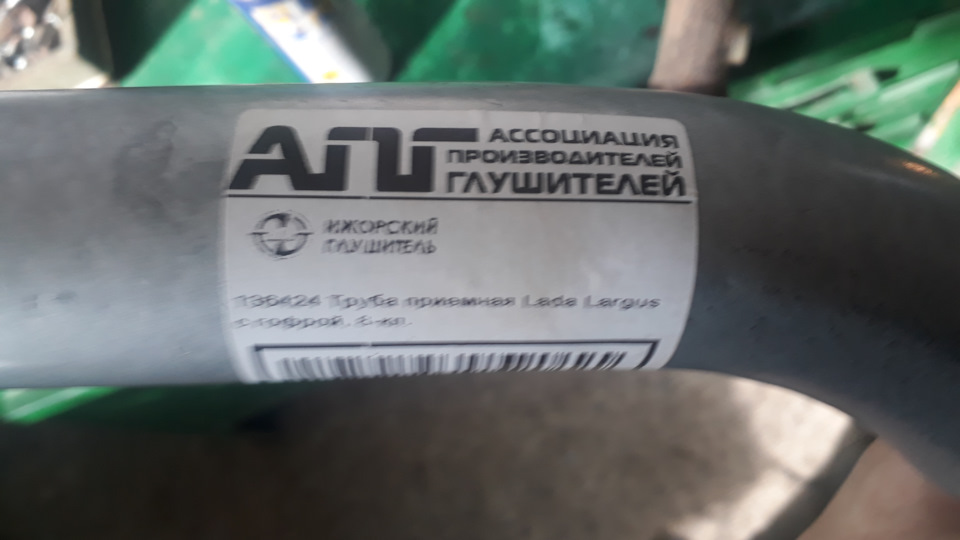 АПГ АССОЦИАЦИЯ
ПРОИЗВОДИТЕЛЕЙ
ГЛУШИТЕЛЕЙ
ИЖОРСКИЙ
ГЛУШИТЕЛЬ
136424 Труба приемная Lada Largus
с гофрой, 8-кл.